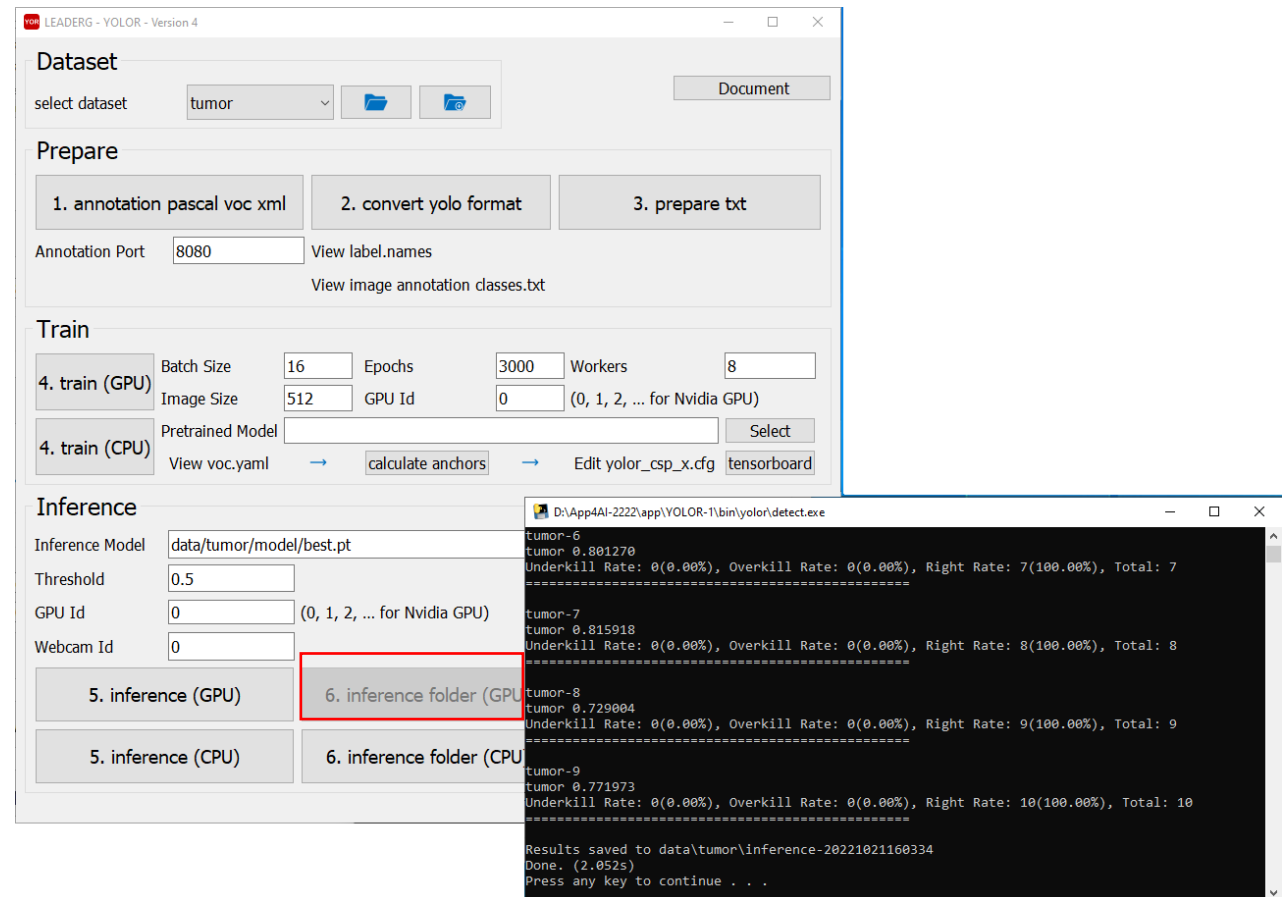 YOR LEADERG - YOLOR - Version 4
Dataset
select dataset tumor
Document
Prepare
1. annotation pascal voc xml 2. convert yolo format 3. prepare txt
Annotation Port 8080 View label.names
View image annotation classes.txt
Train
4. train (GPU)
Batch Size 16 Epochs 3000 Workers 8
Image Size 512 GPU Id 0 (0, 1, 2, ... for Nvidia GPU)
4. train (CPU)
Pretrained Model Select
View voc.yaml → calculate anchors → Edit yolor_csp_x.cfg tensorboard
Inference
Inference Model data/tumor/model/best.pt
Threshold 0.5
GPU Id 0 (0, 1, 2, ... for Nvidia GPU)
Webcam Id 0
5. inference (GPU) 6. inference folder (GPU
5. inference (CPU) 6. inference folder (CPU)
D:\App4AI-2222\app\YOLOR-1\bin\yolor\detect.exe
tumor-6
tumor 0.801270
Underkill Rate: 0(0.00%), Overkill Rate: 0(0.00%), Right Rate: 7(100.00%), Total: 7
=================================================
tumor-7
tumor 0.815918
Underkill Rate: 0(0.00%), Overkill Rate: 0(0.00%), Right Rate: 8(100.00%), Total: 8
=================================================
tumor-8
tumor 0.729004
Underkill Rate: 0(0.00%), Overkill Rate: 0(0.00%), Right Rate: 9(100.00%), Total: 9
=================================================
tumor-9
tumor 0.771973
Underkill Rate: 0(0.00%), Overkill Rate: 0(0.00%), Right Rate: 10(100.00%), Total: 10
=================================================
Results saved to data\tumor\inference-20221021160334
Done. (2.052s)
Press any key to continue . . .